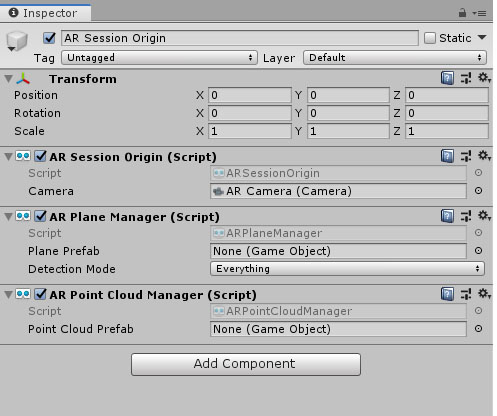 Inspector
AR Session Origin
Static
Tag Untagged Layer Default
Transform
Position X 0 Y 0 Z 0
Rotation X 0 Y 0 Z 0
Scale X 1 Y 1 Z 1
AR Session Origin (Script)
Script ARSessionOrigin
Camera AR Camera (Camera)
AR Plane Manager (Script)
Script ARPlaneManager
Plane Prefab None (Game Object)
Detection Mode Everything
AR Point Cloud Manager (Script)
Script ARPointCloudManager
Point Cloud Prefab None (Game Object)
Add Component